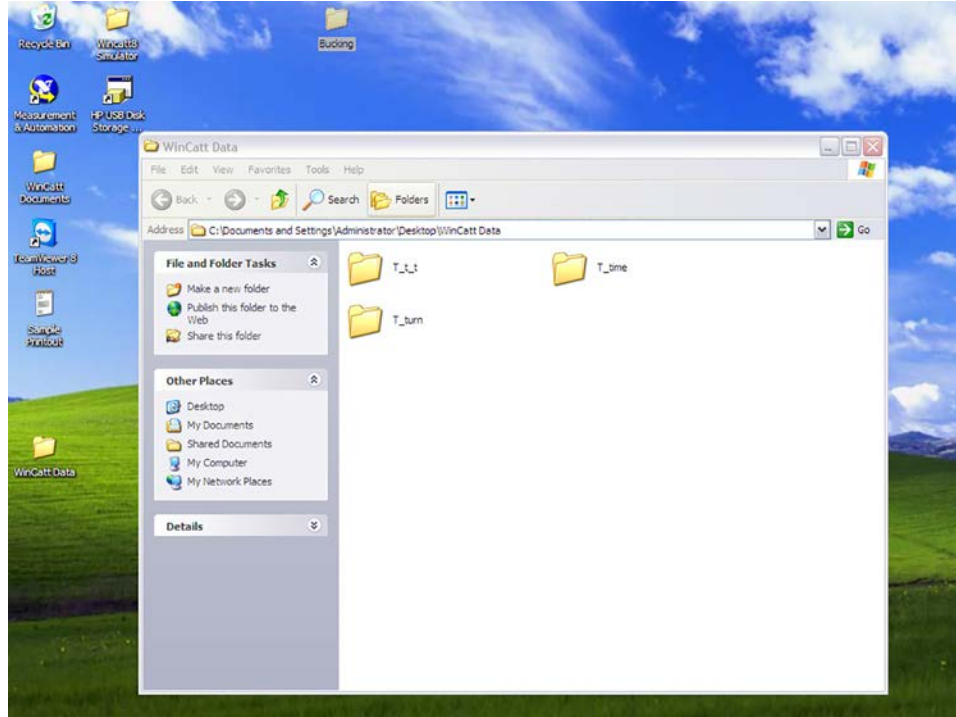 Recycle Bin
Wincatt8
Simulator
Bucking
Measurement
& Automation
HP USB Disk
Storage ...
WinCatt
Documents
TeamViewer 8
Host
Sample
Printout
WinCatt Data
WinCatt Data
File Edit View Favorites Tools Help
Back Search Folders
Address C:\Documents and Settings\Administrator\Desktop\WinCatt Data Go
File and Folder Tasks
Make a new folder
Publish this folder to the
Web
Share this folder
Other Places
Desktop
My Documents
Shared Documents
My Computer
My Network Places
Details
T_t_t
T_time
T_turn